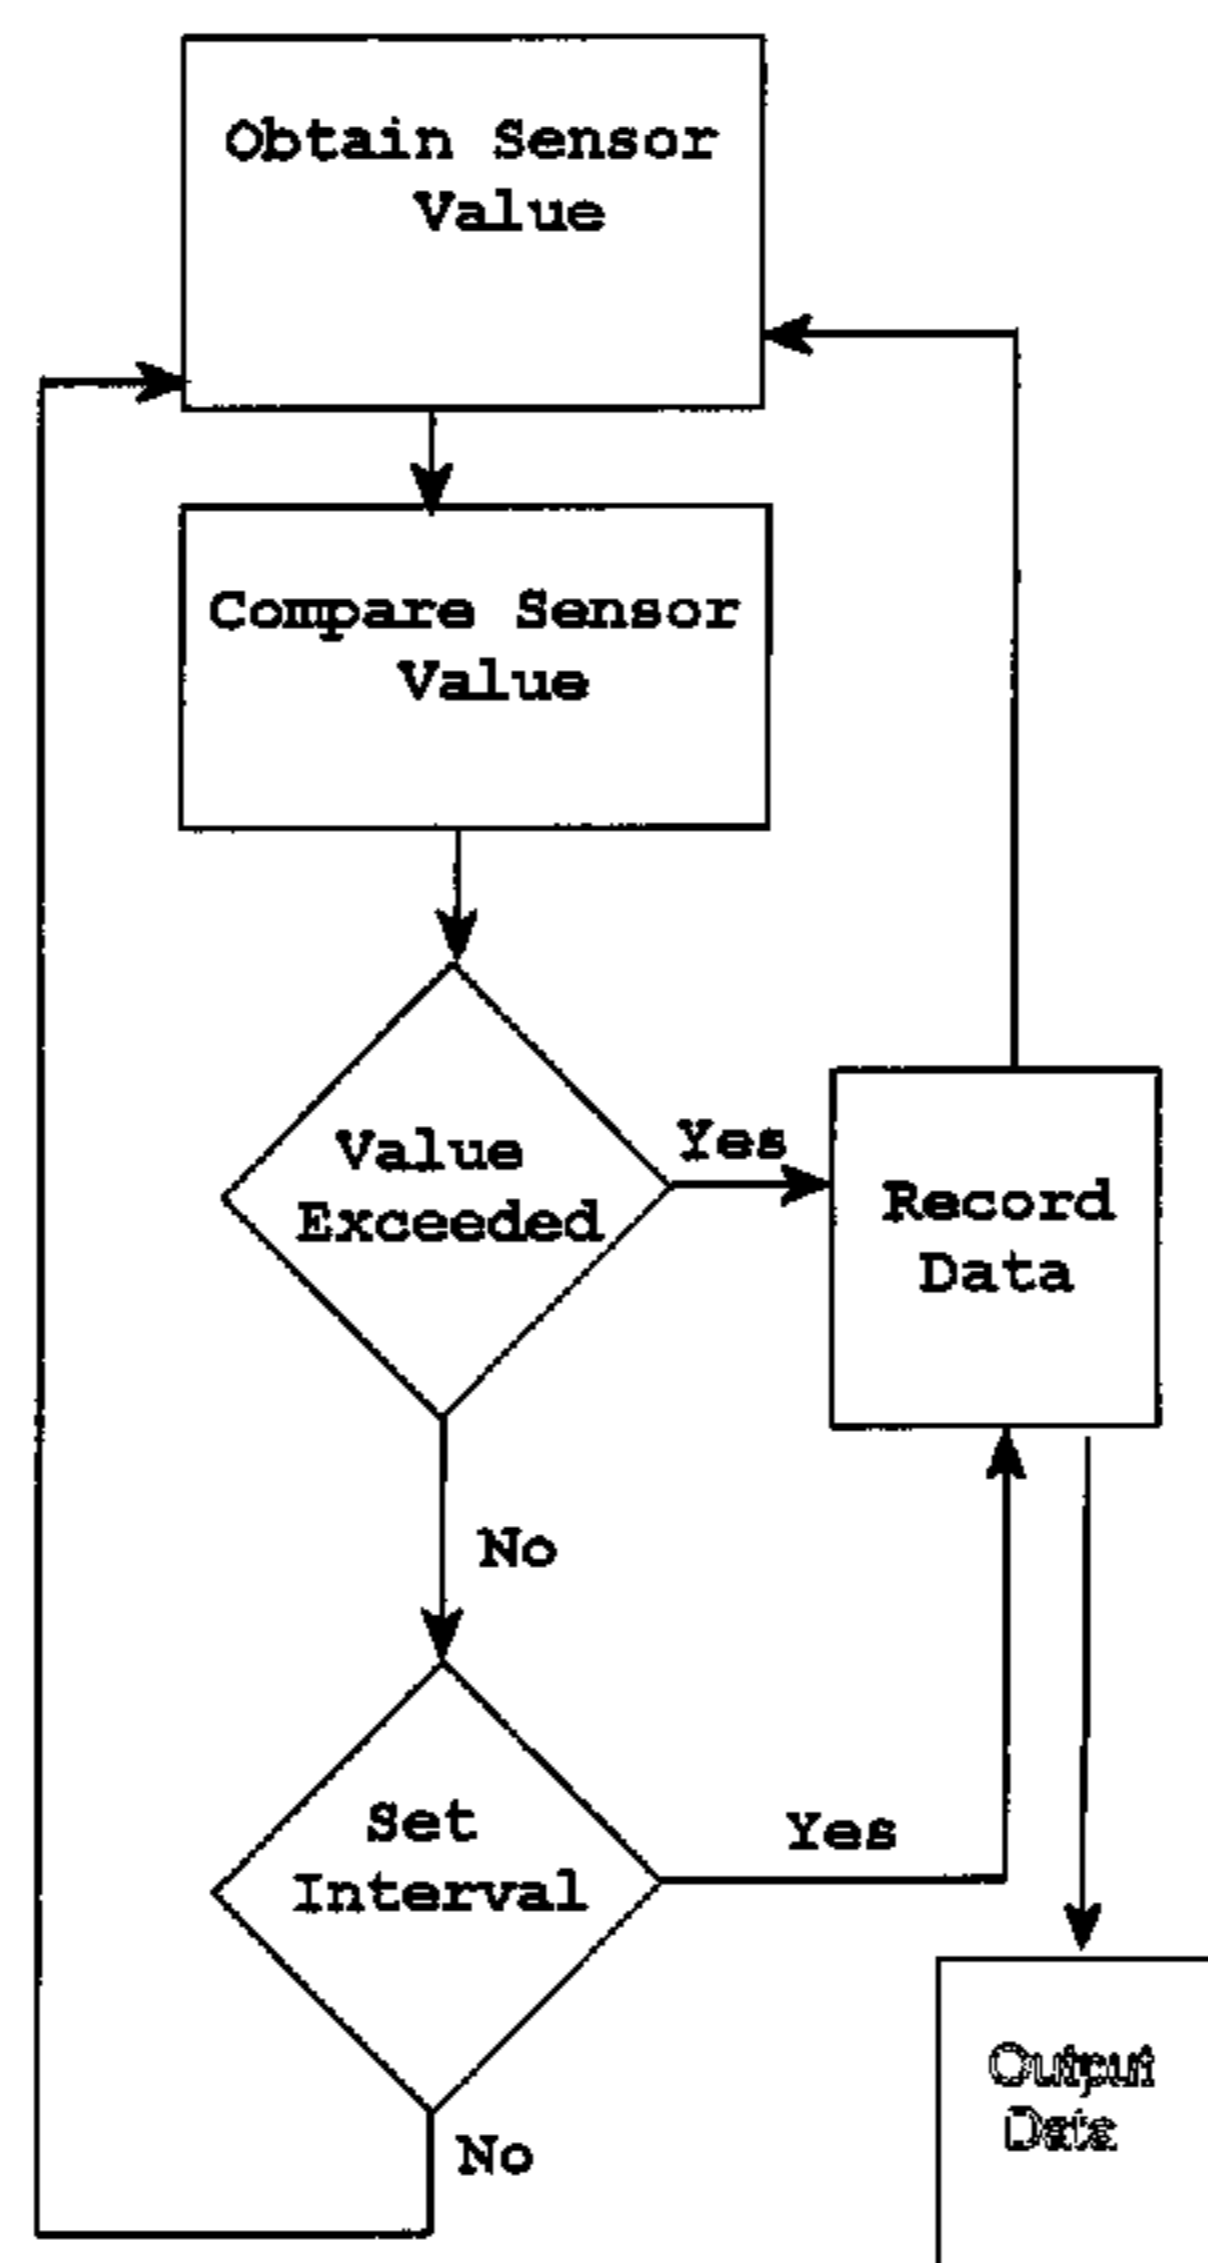 Obtain Sensor
Value
Compare Sensor
Value
Value
Exceeded
Yes
Record
Data
No
Set
Interval
Yes
No
Output
Data